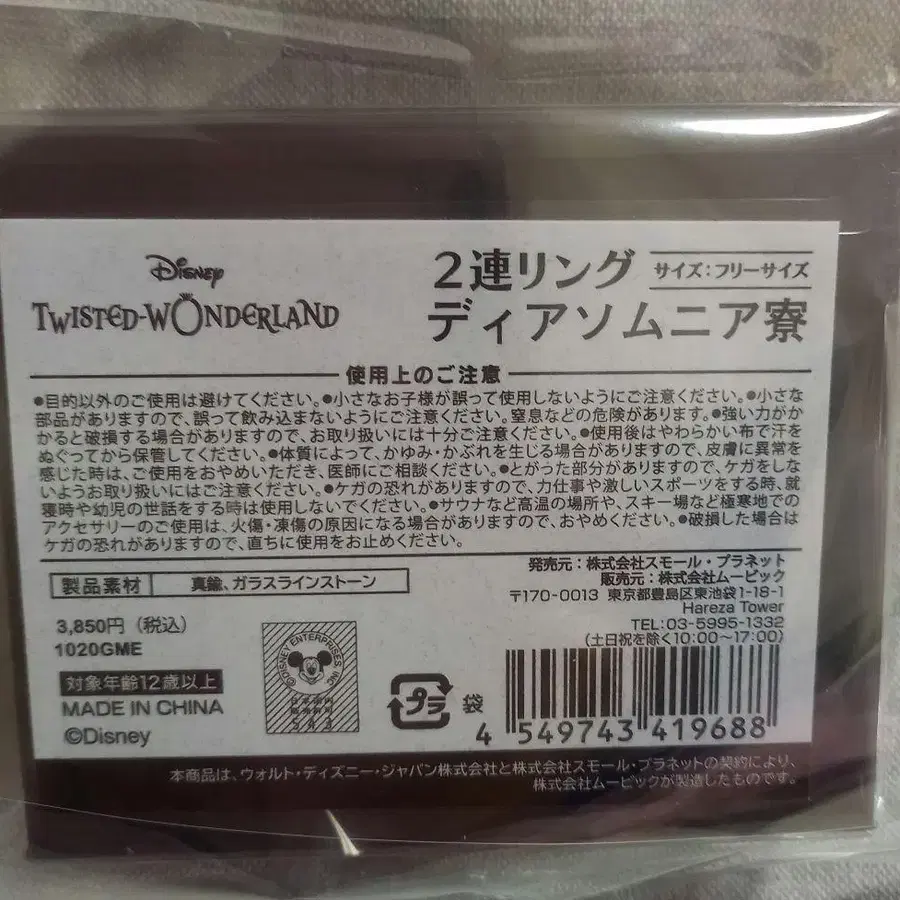 Disney
TWISTED-WONDERLAND
2連リング
サイズ：フリーサイズ
ディアソムニア寮
使用上のご注意
●目的以外のご使用は避けてください。●小さなお子様が誤って使用しないようにご注意ください。●小さな
部品がありますので、誤って飲み込まないようにご注意ください。窒息などの危険があります。●強い力がか
かると破損する場合がありますので、お取り扱いには十分ご注意ください。●使用後はやわらかい布で汗を
ぬぐってから保管してください。●体質によって、かゆみ・かぶれを生じる場合がありますので、皮膚に異常を
感じた時は、ご使用をおやめいただき、医師にご相談ください。●とがった部分がありますので、ケガをしな
いようお取り扱いにはご注意ください。●ケガの恐れがありますので、力仕事や激しいスポーツをする時、就
寝時や幼児の世話をする時は使用しないでください。●サウナなど高温の場所や、スキー場など極寒地での
アクセサリーのご使用は、火傷・凍傷の原因になる場合がありますので、おやめください。●破損した場合は
ケガの恐れがありますので、直ちに使用をお止めください。
製品素材 真鍮、ガラスラインストーン
発売元：株式会社スモール・プラネット
販売元：株式会社ムービック
〒170-0013 東京都豊島区東池袋1-18-1
Hareza Tower
TEL:03-5995-1332
(土日祝を除く10:00～17:00)
3,850円（税込）
1020GME
対象年齢12歳以上
MADE IN CHINA
©Disney
©DISNEY ENTERPRISES, INC.
543
プラ 袋
4 549743 419688
本商品は、ウォルト・ディズニー・ジャパン株式会社と株式会社スモール・プラネットの契約により、
株式会社ムービックが製造したものです。